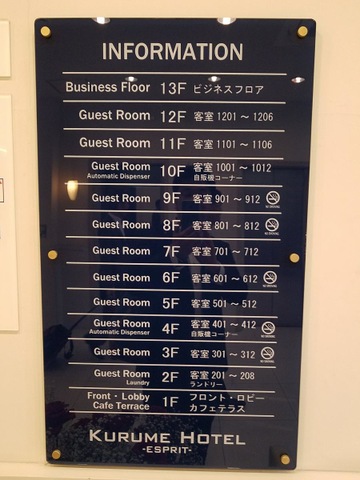 INFORMATION
Business Floor 13F ビジネスフロア
Guest Room 12F 客室 1201 ～ 1206
Guest Room 11F 客室 1101 ～ 1106
Guest Room 10F 客室 1001 ～ 1012
Automatic Dispenser 自販機コーナー
Guest Room 9F 客室 901 ～ 912
Guest Room 8F 客室 801 ～ 812
Guest Room 7F 客室 701 ～ 712
Guest Room 6F 客室 601 ～ 612
Guest Room 5F 客室 501 ～ 512
Guest Room 4F 客室 401 ～ 412
Automatic Dispenser 自販機コーナー
Guest Room 3F 客室 301 ～ 312
Guest Room 2F 客室 201 ～ 208
Laundry ランドリー
Front・Lobby 1F フロント・ロビー
Cafe Terrace カフェテラス
KURUME HOTEL
-ESPRIT-